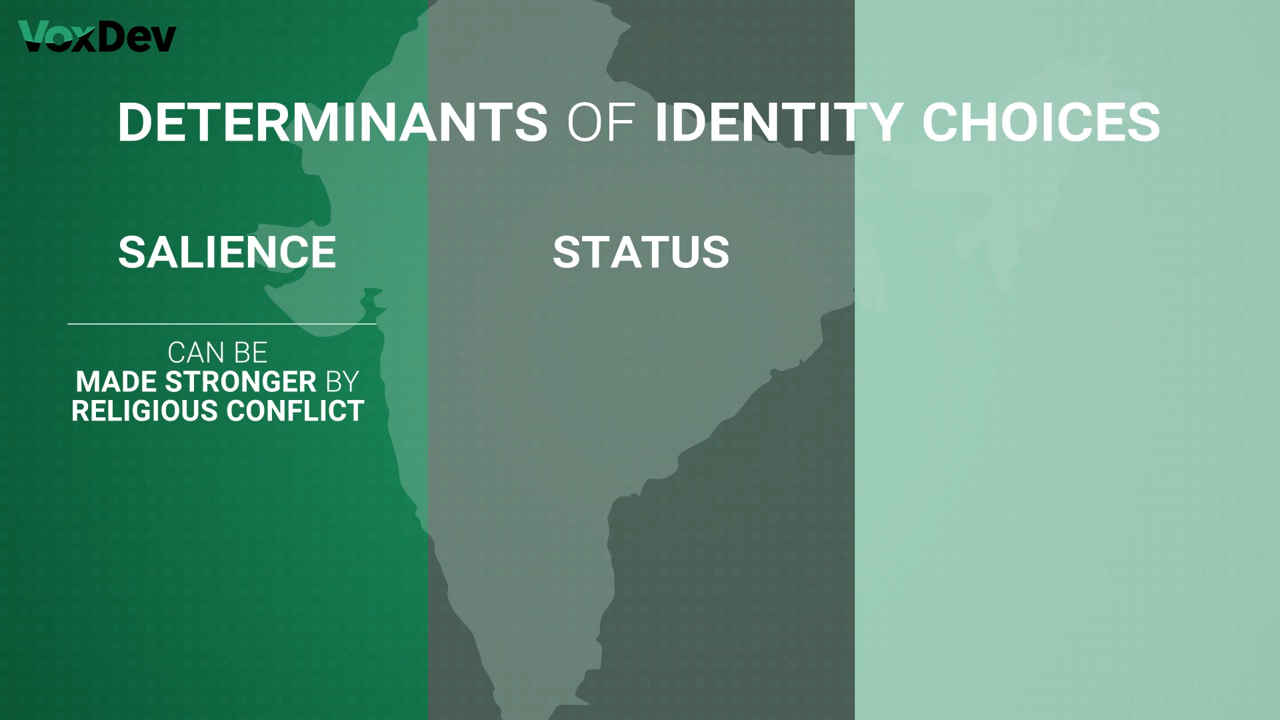 VoxDev
DETERMINANTS OF IDENTITY CHOICES
SALIENCE
CAN BE
MADE STRONGER BY
RELIGIOUS CONFLICT
STATUS